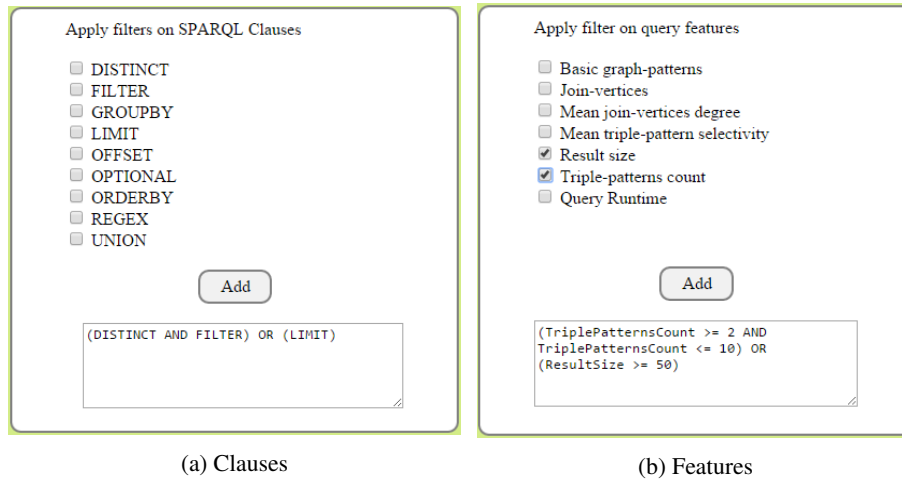 Apply filters on SPARQL Clauses
DISTINCT
FILTER
GROUPBY
LIMIT
OFFSET
OPTIONAL
ORDERBY
REGEX
UNION
Add
(DISTINCT AND FILTER) OR (LIMIT)
(a) Clauses
Apply filter on query features
Basic graph-patterns
Join-vertices
Mean join-vertices degree
Mean triple-pattern selectivity
Result size
Triple-patterns count
Query Runtime
Add
(TriplePatternsCount >= 2 AND
TriplePatternsCount <= 10) OR
(ResultSize >= 50)
(b) Features